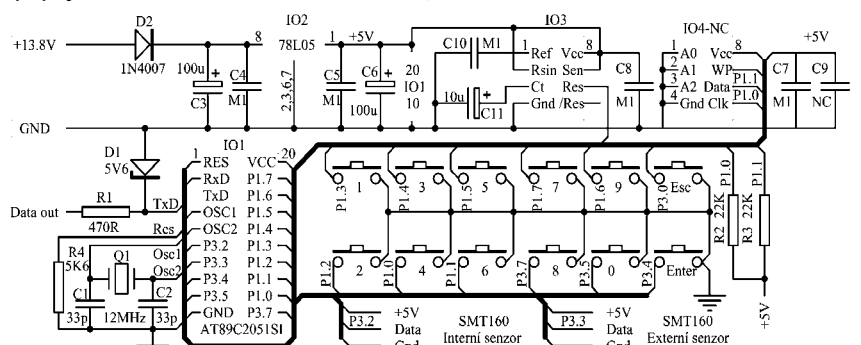 D2
+13.8V
1N4007
8
IO2
78L05
1
+5V
2,3,6,7
100u
C3
C4
M1
C5
M1
C6
100u
20
IO1
10
IO3
C10
M1
1 Ref Vcc 8
Rsin Sen
Ct Res
Gnd /Res
10u
C11
C8
M1
IO4-NC
1 A0 Vcc 8
2 A1 WP
3 A2 Data P1.1
4 Gnd Clk P1.0
+5V
C7
M1
C9
NC
GND
D1
5V6
R1
470R
Data out
TxD
Res
Osc1
Osc2
R4
5K6
Q1
C1
33p
12MHz
C2
33p
IO1
1 RES VCC 20
RxD P1.7
TxD P1.6
OSC1 P1.5
OSC2 P1.4
P3.2 P1.3
P3.3 P1.2
P3.4 P1.1
P3.5 P1.0
GND P3.7
AT89C2051SI
P1.3 1
P1.4 3
P1.5 5
P1.7 7
P1.6 9
P3.0 Esc
P1.2 2
P1.0 4
P1.1 6
P3.7 8
P3.5 0
P3.4 Enter
P1.0
P1.1
R2 22K
R3 22K
+5V
P3.2
+5V
Data
Gnd
SMT160
Interní senzor
P3.3
+5V
Data
Gnd
SMT160
Externí senzor